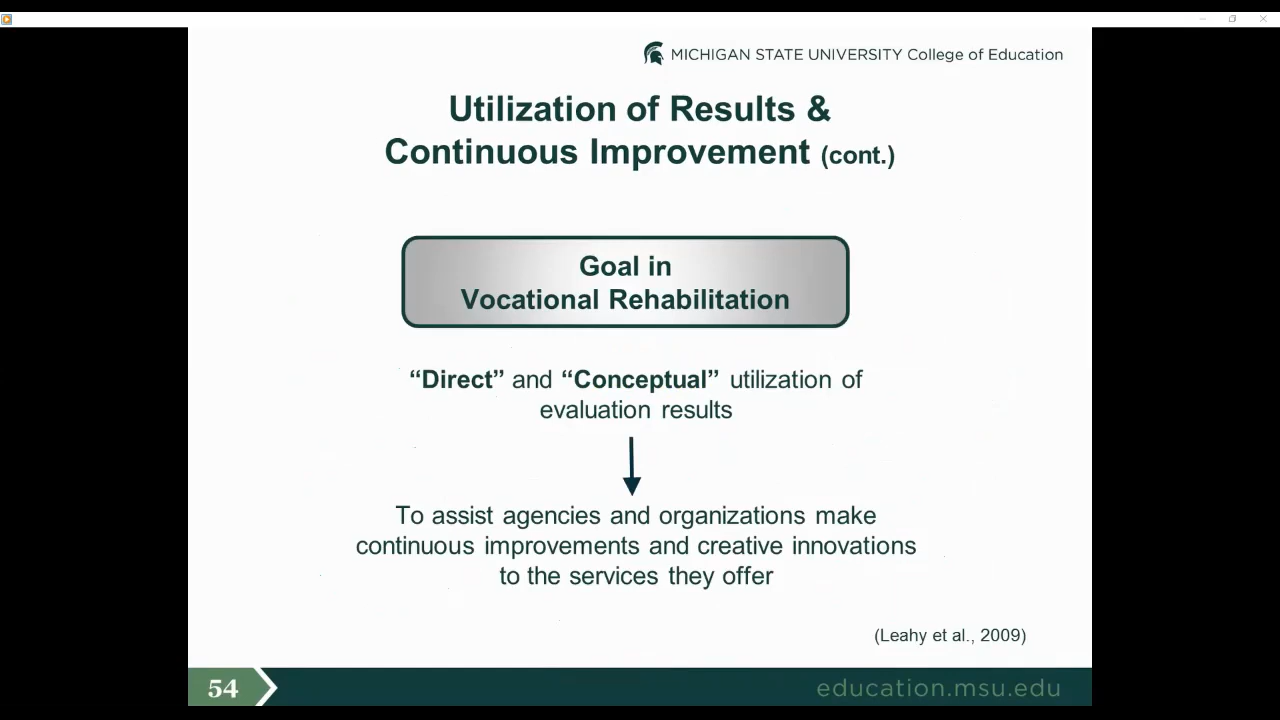 MICHIGAN STATE UNIVERSITY College of Education
Utilization of Results &
Continuous Improvement (cont.)
Goal in
Vocational Rehabilitation
“Direct” and “Conceptual” utilization of
evaluation results
To assist agencies and organizations make
continuous improvements and creative innovations
to the services they offer
(Leahy et al., 2009)
54
education.msu.edu